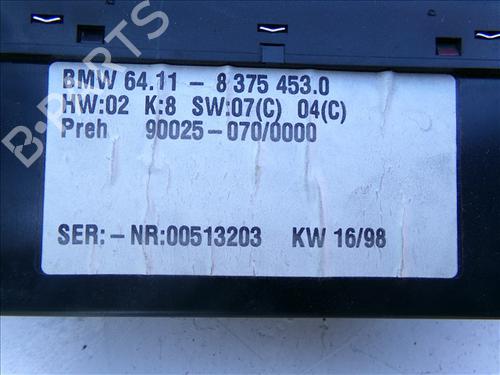 BMW 64.11 - 8 375 453.0
HW:02 K:8 SW:07(C) 04(C)
Preh 90025-070/0000
SER:-NR:00513203 KW 16/98
B-PARTS